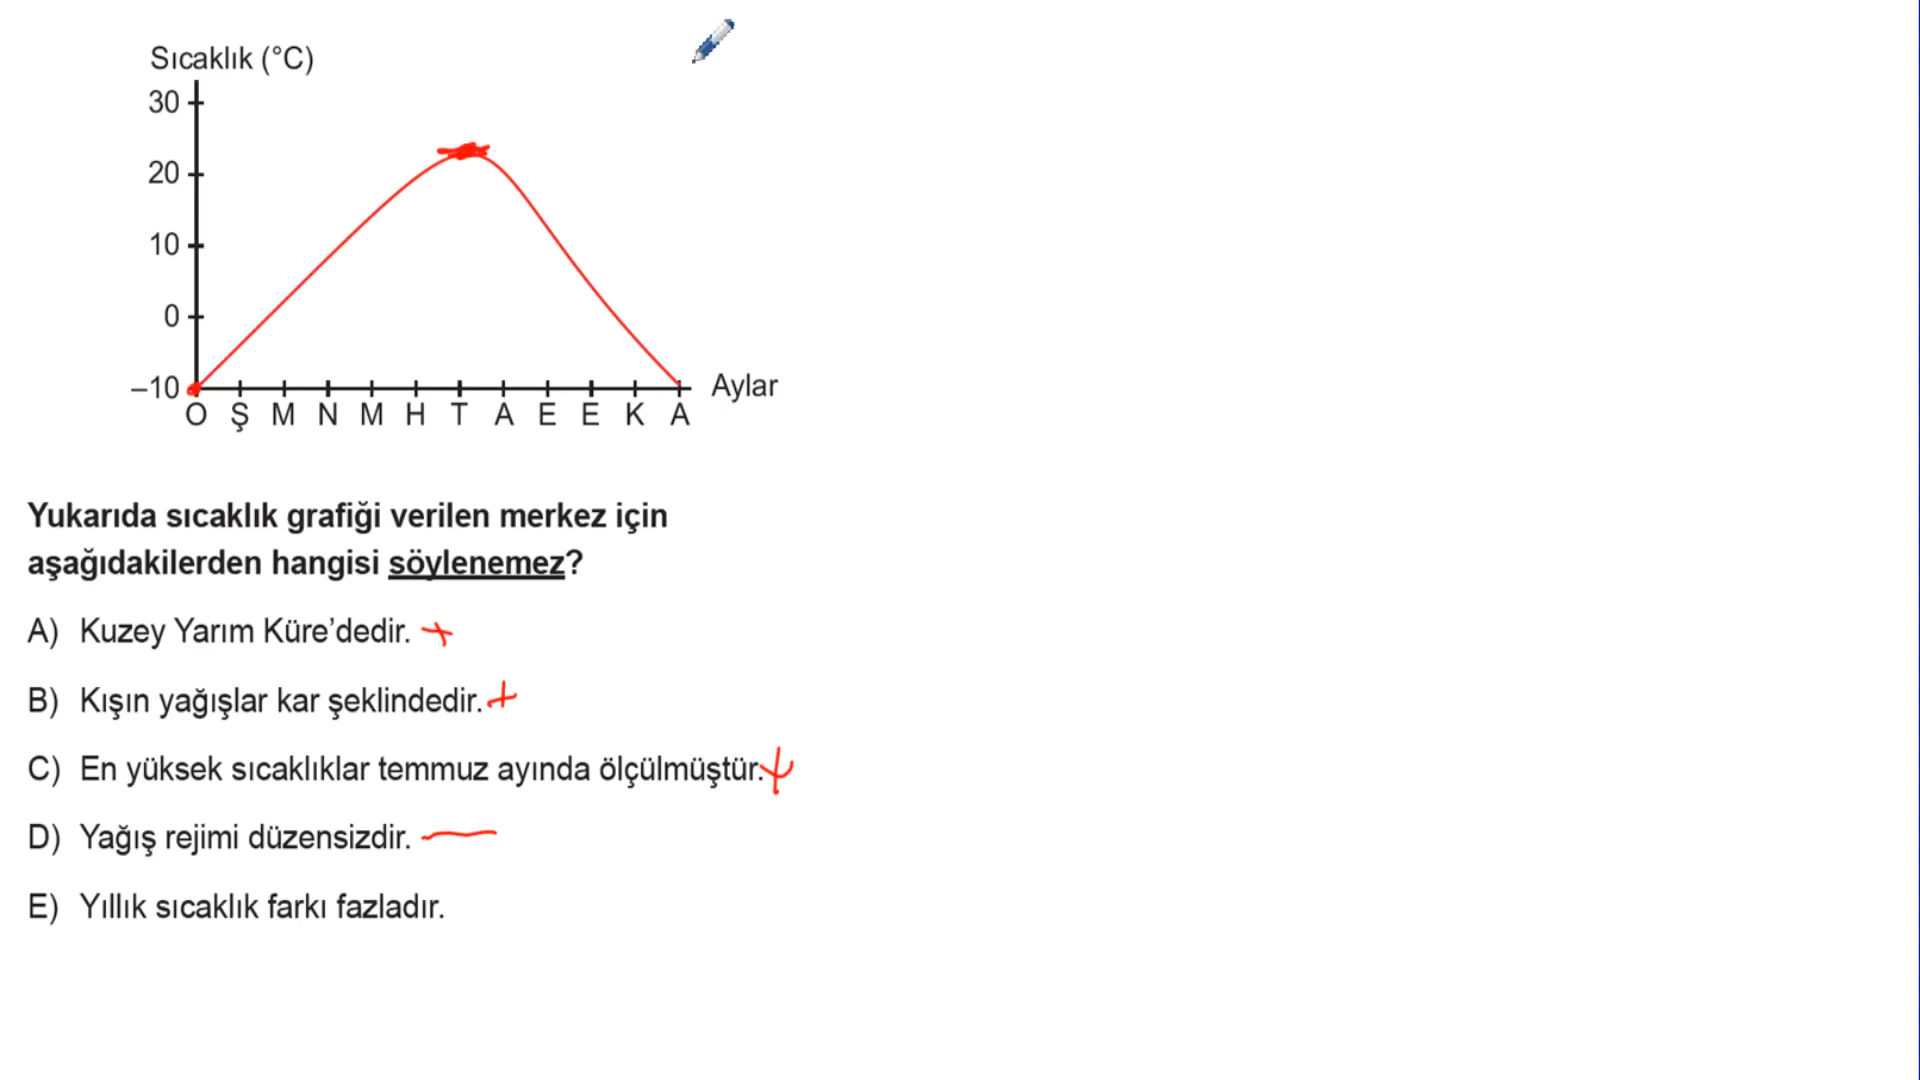 Sıcaklık (°C)
30
20
10
0
–10
O Ş M N M H T A E E K A
Aylar
Yukarıda sıcaklık grafiği verilen merkez için
aşağıdakilerden hangisi söylenemez?
A) Kuzey Yarım Küre’dedir. +
B) Kışın yağışlar kar şeklindedir. +
C) En yüksek sıcaklıklar temmuz ayında ölçülmüştür. +
D) Yağış rejimi düzensizdir. —
E) Yıllık sıcaklık farkı fazladır.